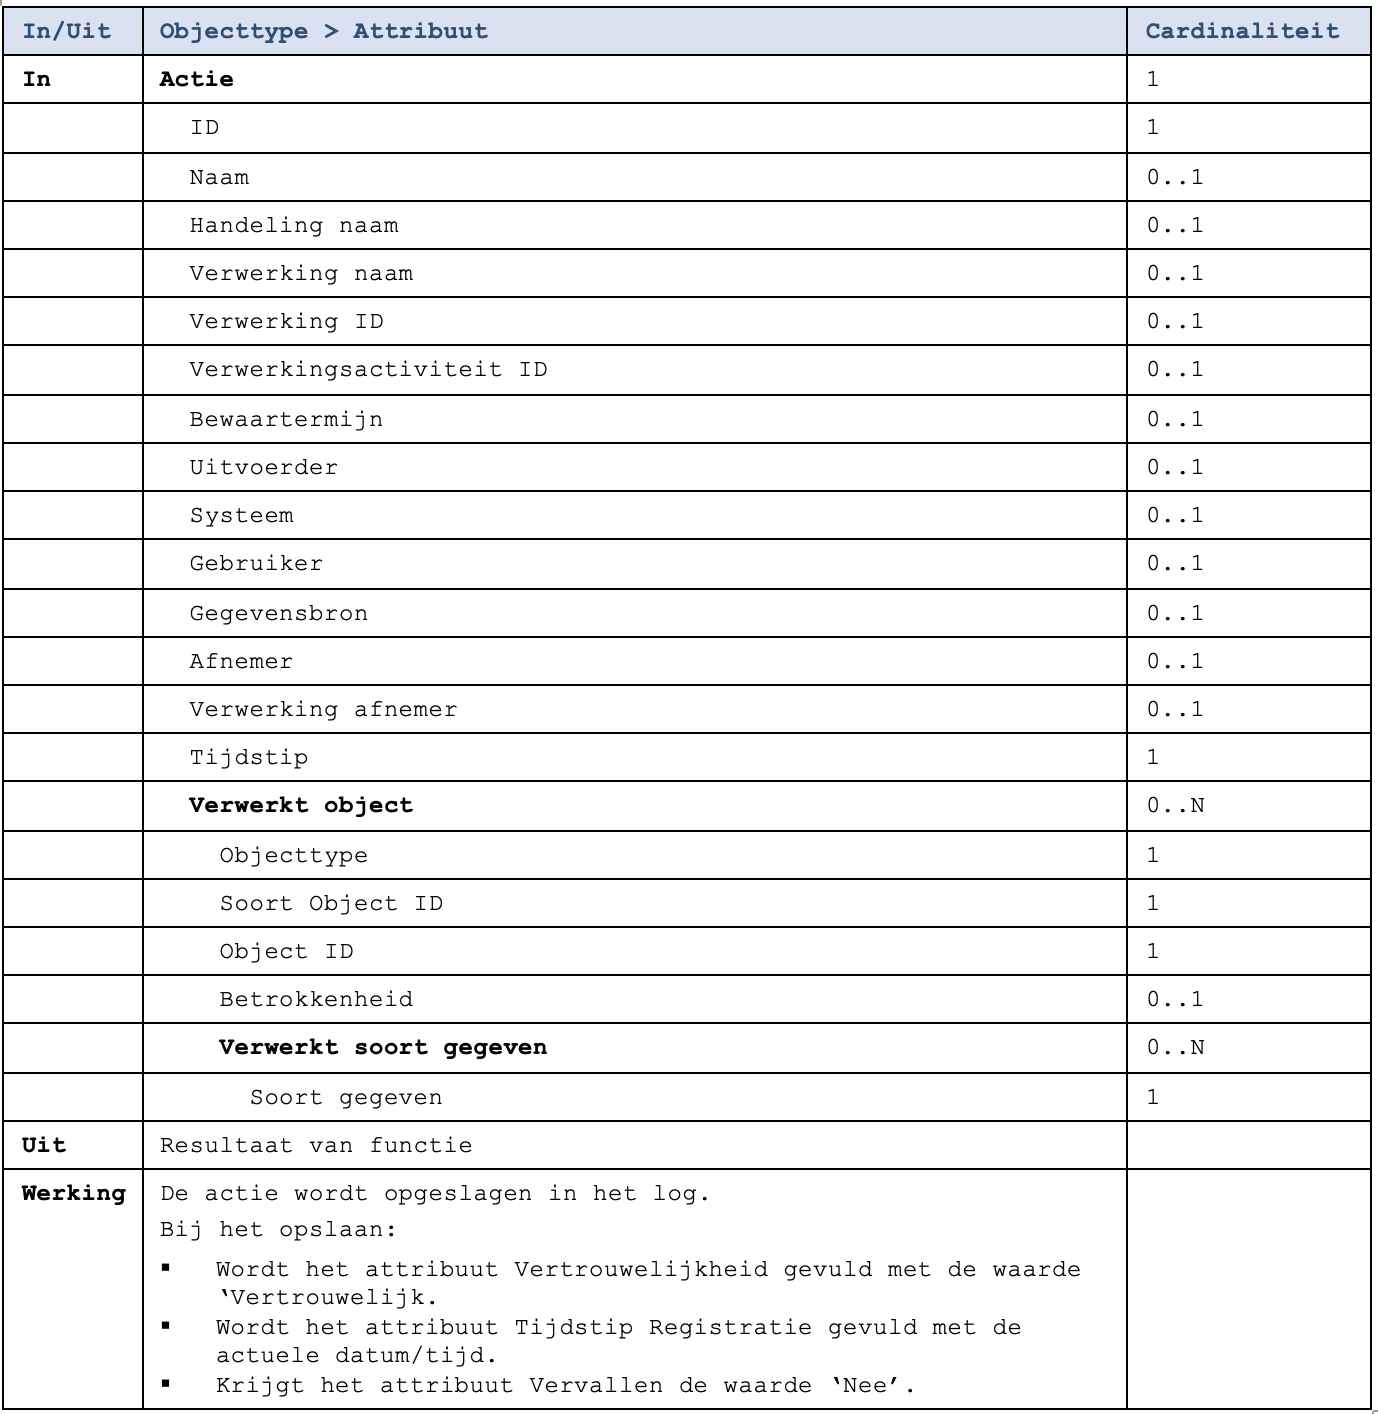 In/Uit Objecttype > Attribuut Cardinaliteit
In Actie 1
ID 1
Naam 0..1
Handeling naam 0..1
Verwerking naam 0..1
Verwerking ID 0..1
Verwerkingsactiviteit ID 0..1
Bewaartermijn 0..1
Uitvoerder 0..1
Systeem 0..1
Gebruiker 0..1
Gegevensbron 0..1
Afnemer 0..1
Verwerking afnemer 0..1
Tijdstip 1
Verwerkt object 0..N
Objecttype 1
Soort Object ID 1
Object ID 1
Betrokkenheid 0..1
Verwerkt soort gegeven 0..N
Soort gegeven 1
Uit Resultaat van functie
Werking De actie wordt opgeslagen in het log.
Bij het opslaan:
▪ Wordt het attribuut Vertrouwelijkheid gevuld met de waarde
‘Vertrouwelijk.
▪ Wordt het attribuut Tijdstip Registratie gevuld met de
actuele datum/tijd.
▪ Krijgt het attribuut Vervallen de waarde ‘Nee’.